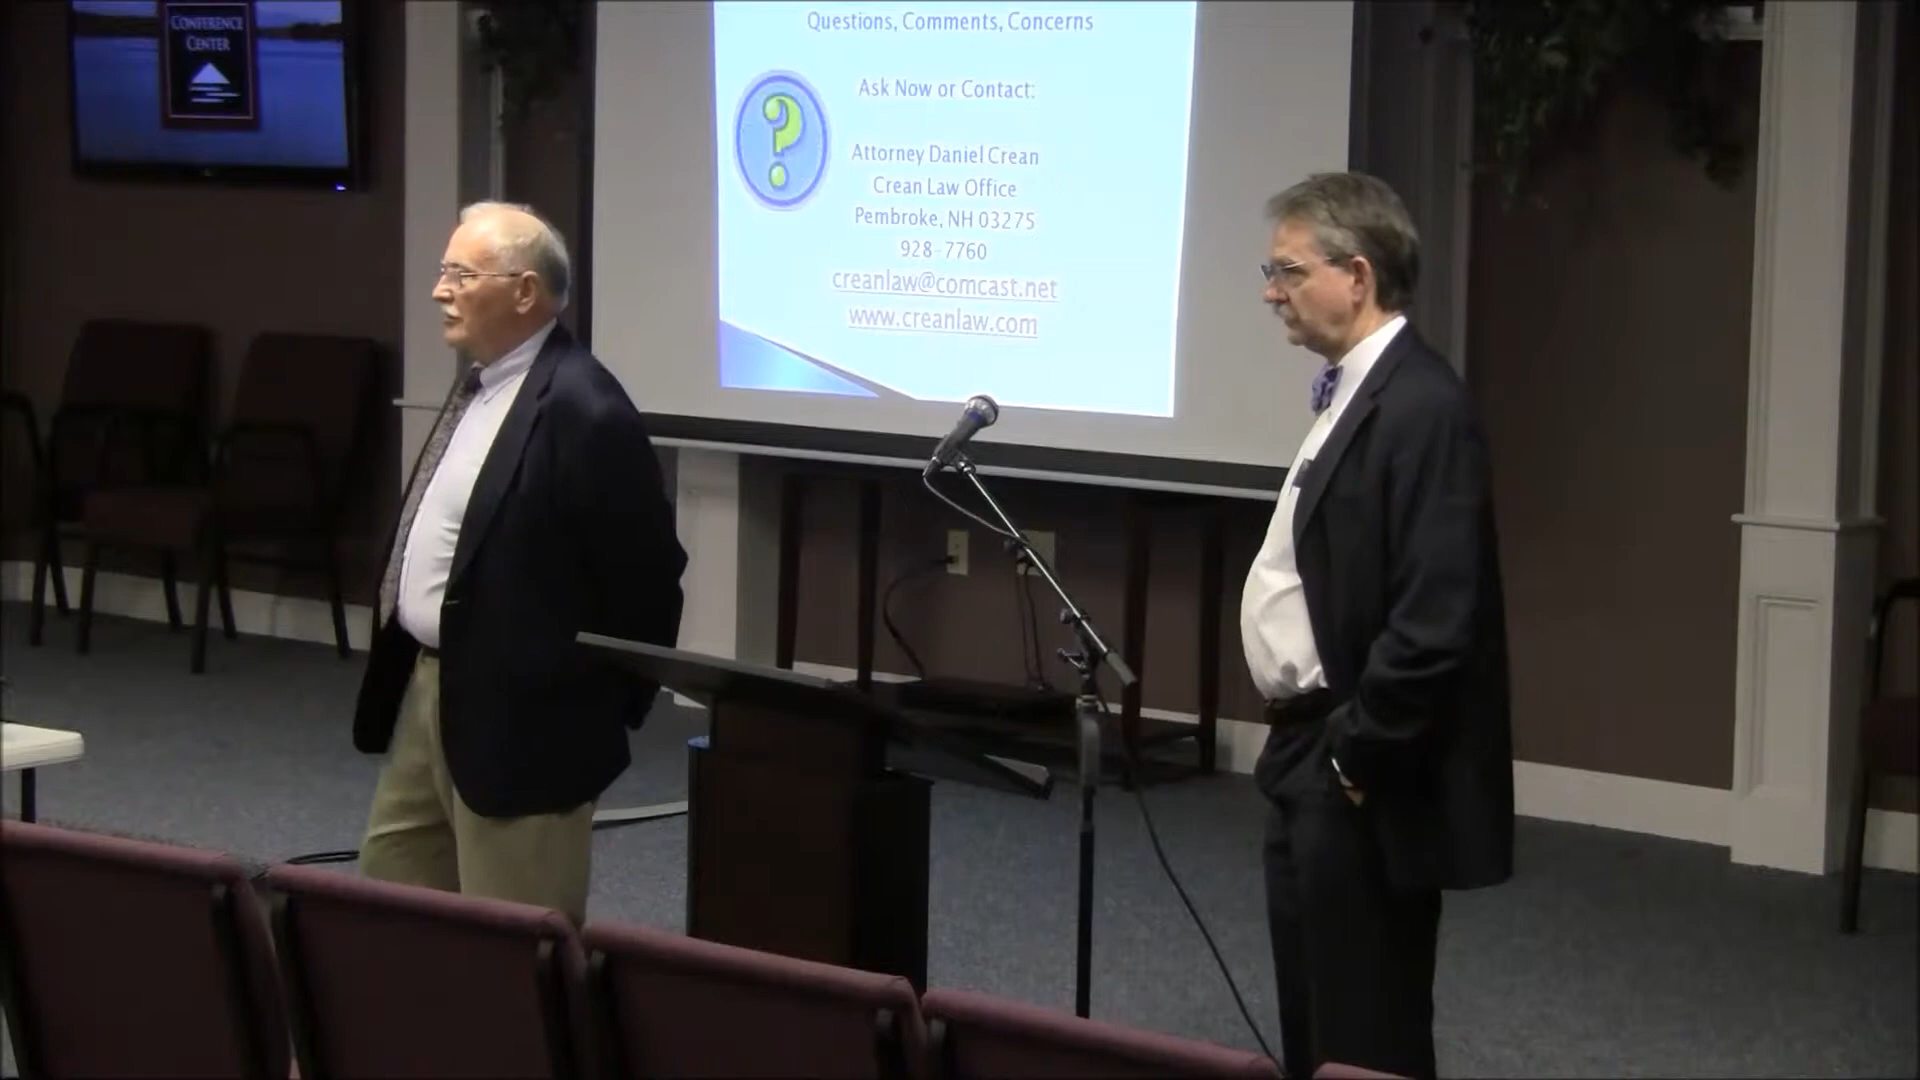 CONFERENCE
CENTER
Questions, Comments, Concerns
Ask Now or Contact:
?
Attorney Daniel Crean
Crean Law Office
Pembroke, NH 03275
928-7760
creanlaw@comcast.net
www.creanlaw.com